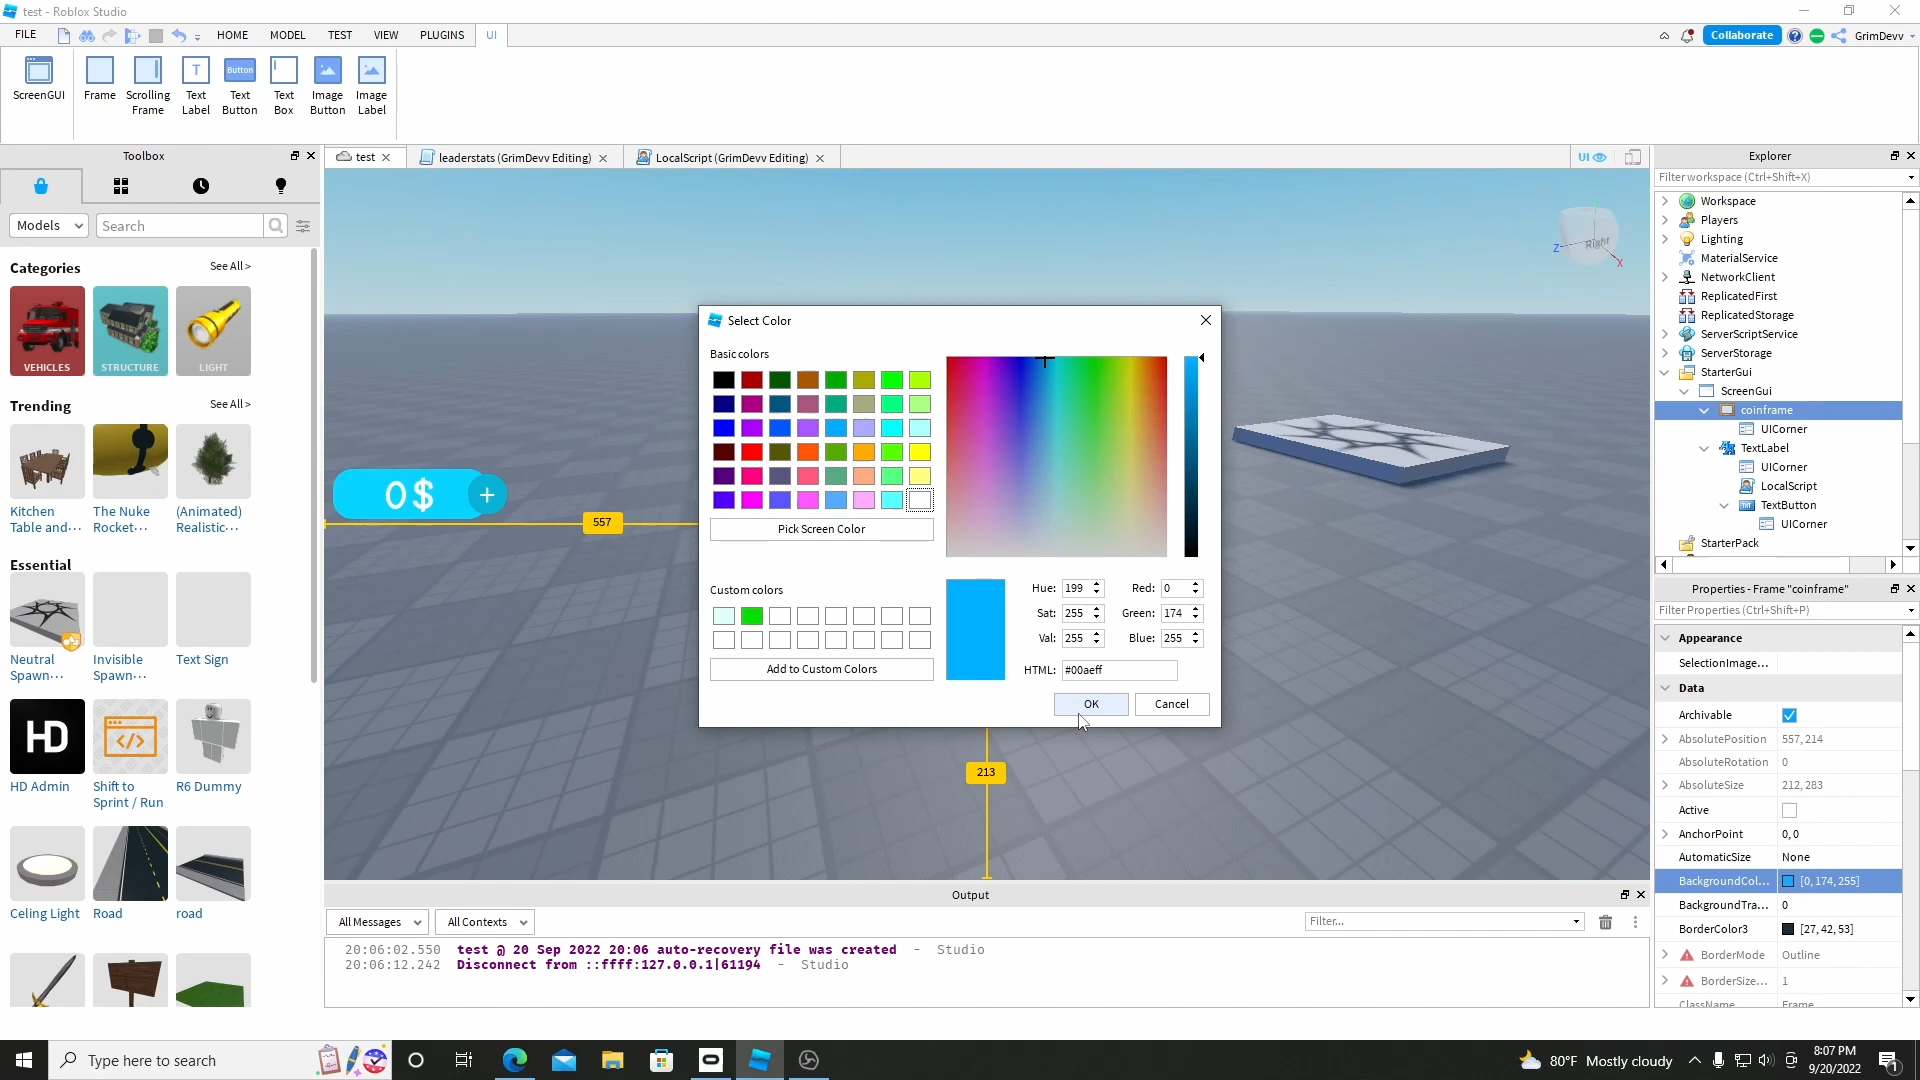 test - Roblox Studio
FILE
HOME
MODEL
TEST
VIEW
PLUGINS
UI
Collaborate
GrimDevv
ScreenGUI
Frame
Scrolling
Frame
T
Text
Label
Button
Text
Button
Text
Box
Image
Button
Image
Label
Toolbox
Models
Search
Categories
See All >
VEHICLES
STRUCTURE
LIGHT
Trending
See All >
Kitchen
Table and···
The Nuke
Rocket···
(Animated)
Realistic···
Essential
Neutral
Spawn···
Invisible
Spawn···
Text Sign
HD
HD Admin
Shift to
Sprint / Run
R6 Dummy
Celing Light
Road
road
test
leaderstats (GrimDevv Editing)
LocalScript (GrimDevv Editing)
UI
Right
Z
X
0$
+
557
213
Select Color
Basic colors
Pick Screen Color
Custom colors
Add to Custom Colors
Hue: 199
Red: 0
Sat: 255
Green: 174
Val: 255
Blue: 255
HTML: #00aeff
OK
Cancel
Output
All Messages
All Contexts
Filter...
20:06:02.550 test @ 20 Sep 2022 20:06 auto-recovery file was created - Studio
20:06:12.242 Disconnect from ::ffff:127.0.0.1|61194 - Studio
Explorer
Filter workspace (Ctrl+Shift+X)
Workspace
Players
Lighting
MaterialService
NetworkClient
ReplicatedFirst
ReplicatedStorage
ServerScriptService
ServerStorage
StarterGui
ScreenGui
coinframe
UICorner
TextLabel
UICorner
LocalScript
TextButton
UICorner
StarterPack
Properties - Frame "coinframe"
Filter Properties (Ctrl+Shift+P)
Appearance
SelectionImage...
Data
Archivable
AbsolutePosition 557, 214
AbsoluteRotation 0
AbsoluteSize 212, 283
Active
AnchorPoint 0, 0
AutomaticSize None
BackgroundCol... [0, 174, 255]
BackgroundTra... 0
BorderColor3 [27, 42, 53]
BorderMode Outline
BorderSize... 1
ClassName Frame
Type here to search
80°F Mostly cloudy
8:07 PM
9/20/2022
1